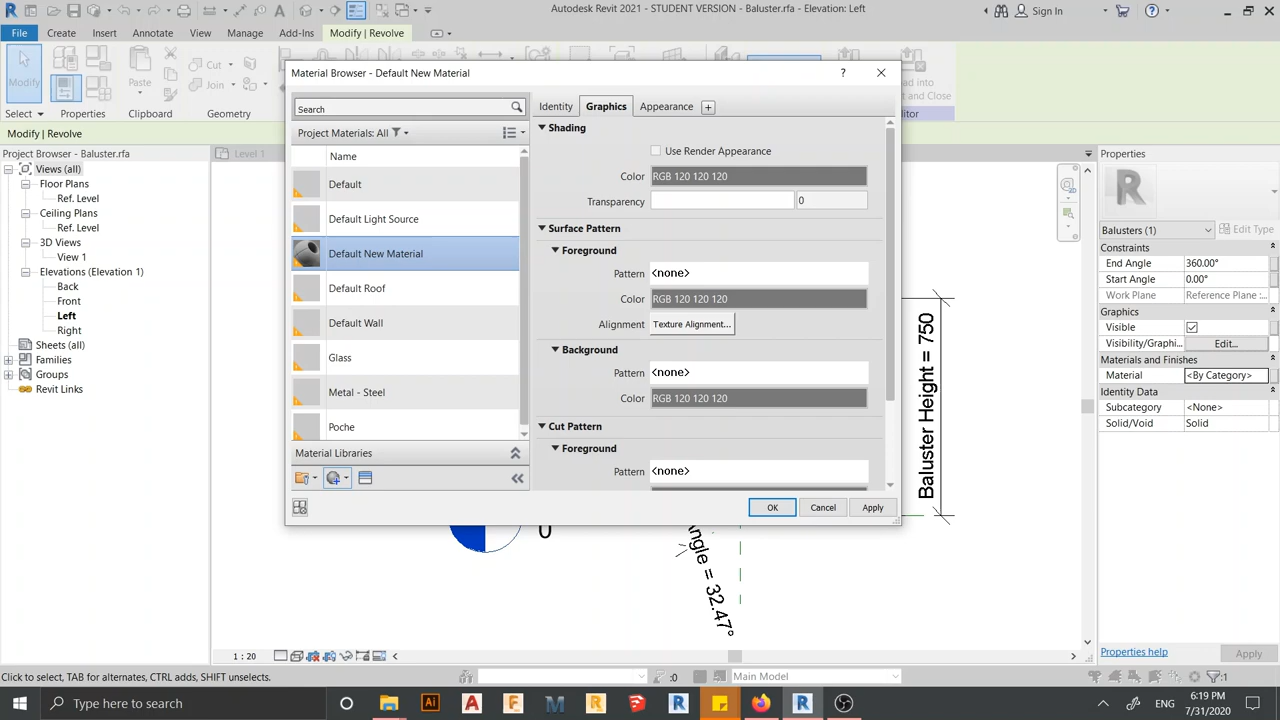 Autodesk Revit 2021 - STUDENT VERSION - Baluster.rfa - Elevation: Left
Sign In
File
Create
Insert
Annotate
View
Manage
Add-Ins
Modify | Revolve
Modify
Paste
Cut
Join
Load into
and Close
Select
Properties
Clipboard
Geometry
Editor
Modify | Revolve
Project Browser - Baluster.rfa
Views (all)
Floor Plans
Ref. Level
Ceiling Plans
Ref. Level
3D Views
View 1
Elevations (Elevation 1)
Back
Front
Left
Right
Sheets (all)
Families
Groups
Revit Links
Level 1
Material Browser - Default New Material
Search
Project Materials: All
Name
Default
Default Light Source
Default New Material
Default Roof
Default Wall
Glass
Metal - Steel
Poche
Material Libraries
Identity
Graphics
Appearance
Shading
Use Render Appearance
Color
RGB 120 120 120
Transparency
0
Surface Pattern
Foreground
Pattern
<none>
Color
RGB 120 120 120
Alignment
Texture Alignment...
Background
Pattern
<none>
Color
RGB 120 120 120
Cut Pattern
Foreground
Pattern
<none>
OK
Cancel
Apply
Baluster Height = 750
0
Angle = 32.47°
Properties
Balusters (1)
Edit Type
Constraints
End Angle
360.00°
Start Angle
0.00°
Work Plane
Reference Plane : ...
Graphics
Visible
Visibility/Graphi...
Edit...
Materials and Finishes
Material
<By Category>
Identity Data
Subcategory
<None>
Solid/Void
Solid
Properties help
Apply
1 : 20
Click to select, TAB for alternates, CTRL adds, SHIFT unselects.
:0
Main Model
:1
Type here to search
ENG
6:19 PM
7/31/2020